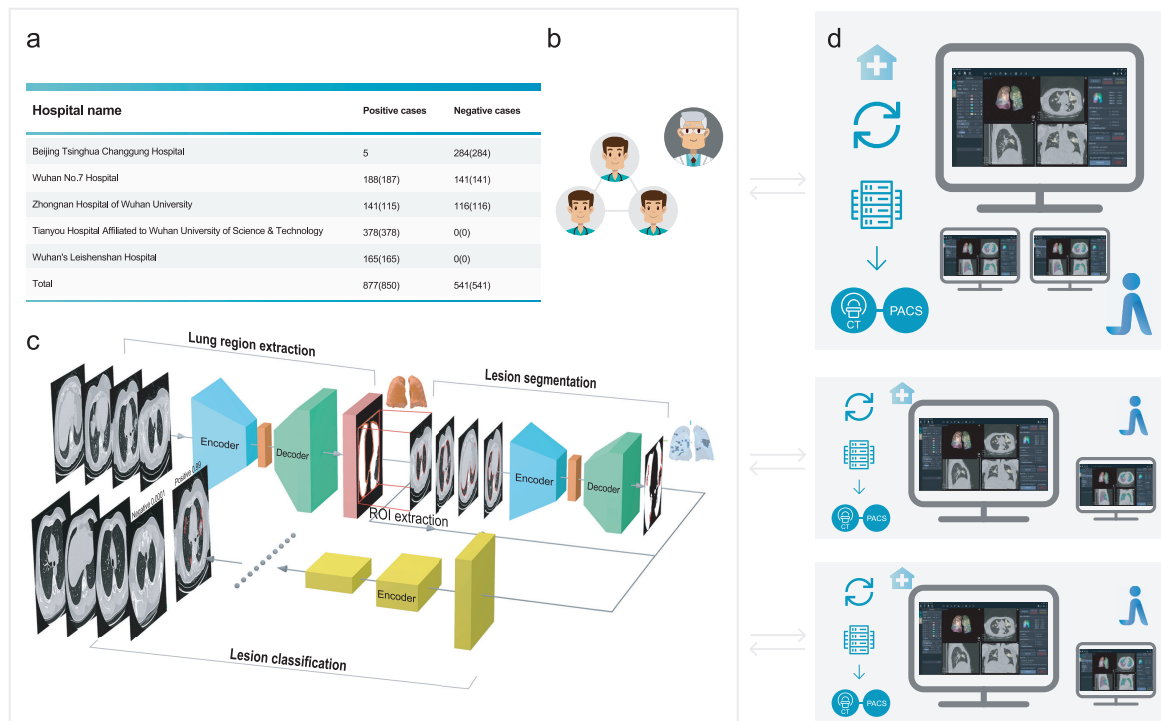 a
b
d
Hospital name Positive cases Negative cases
Beijing Tsinghua Changgung Hospital 5 284(284)
Wuhan No.7 Hospital 188(187) 141(141)
Zhongnan Hospital of Wuhan University 141(115) 116(116)
Tianyou Hospital Affiliated to Wuhan University of Science & Technology 378(378) 0(0)
Wuhan's Leishenshan Hospital 165(165) 0(0)
Total 877(850) 541(541)
CT PACS
c
Lung region extraction
Lesion segmentation
Encoder
Decoder
Encoder
Decoder
Negative 0.0001
Positive 0.99
ROI extraction
Encoder
Lesion classification
CT PACS
CT PACS